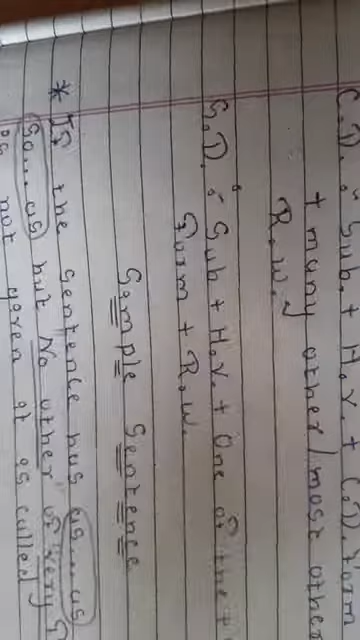 C.D. : Sub. + H.V. + C.D. form
+ many other/most other
R.W.
S.D. : Sub + H.V. + One of the +
Form + R.W.
Sample Sentence
* If the sentence has as...as
so...as but No other or very
is not given it is called